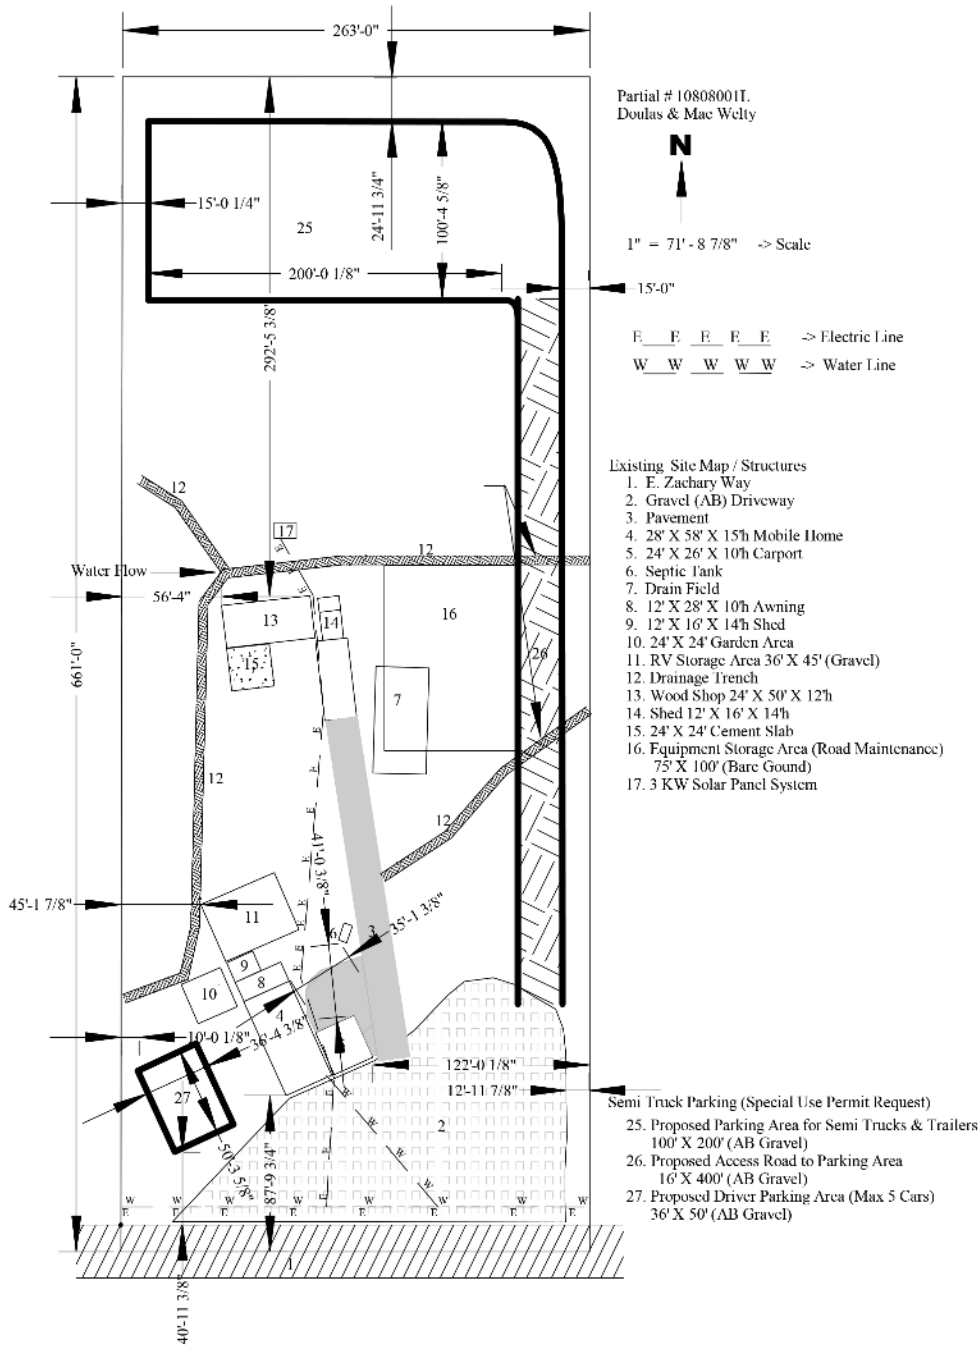 263'-0"
Partial # 10808001L
Doulas & Mae Welty
N
15'-0 1/4"
24'-11 3/4"
100'-4 5/8"
25
1" = 71' - 8 7/8" -> Scale
200'-0 1/8"
15'-0"
292'-5 3/8"
E E E E E -> Electric Line
W W W W W -> Water Line
Existing Site Map / Structures
1. E. Zachary Way
2. Gravel (AB) Driveway
3. Pavement
4. 28' X 58' X 15'h Mobile Home
5. 24' X 26' X 10'h Carport
6. Septic Tank
7. Drain Field
8. 12' X 28' X 10'h Awning
9. 12' X 16' X 14'h Shed
10. 24' X 24' Garden Area
11. RV Storage Area 36' X 45' (Gravel)
12. Drainage Trench
13. Wood Shop 24' X 50' X 12'h
14. Shed 12' X 16' X 14'h
15. 24' X 24' Cement Slab
16. Equipment Storage Area (Road Maintenance)
75' X 100' (Bare Gound)
17. 3 KW Solar Panel System
12
17
E
12
Water Flow
E
56'-4"
E
13
14
16
15
26
661'-0"
7
E
E
12
E
12
41'-0 3/8"
E
E
45'-1 7/8"
11
E
35'-1 3/8"
6
3
E E
9
E
8
10
4
10'-0 1/8"
36'-4 3/8"
122'-0 1/8"
12'-11 7/8"
27
W
W
2
W
50'-3 5/8"
87'-9 3/4"
E
W
E
W W W W W W W W
E E E E E E E E
1
40'-11 3/8"
Semi Truck Parking (Special Use Permit Request)
25. Proposed Parking Area for Semi Trucks & Trailers
100' X 200' (AB Gravel)
26. Proposed Access Road to Parking Area
16' X 400' (AB Gravel)
27. Proposed Driver Parking Area (Max 5 Cars)
36' X 50' (AB Gravel)